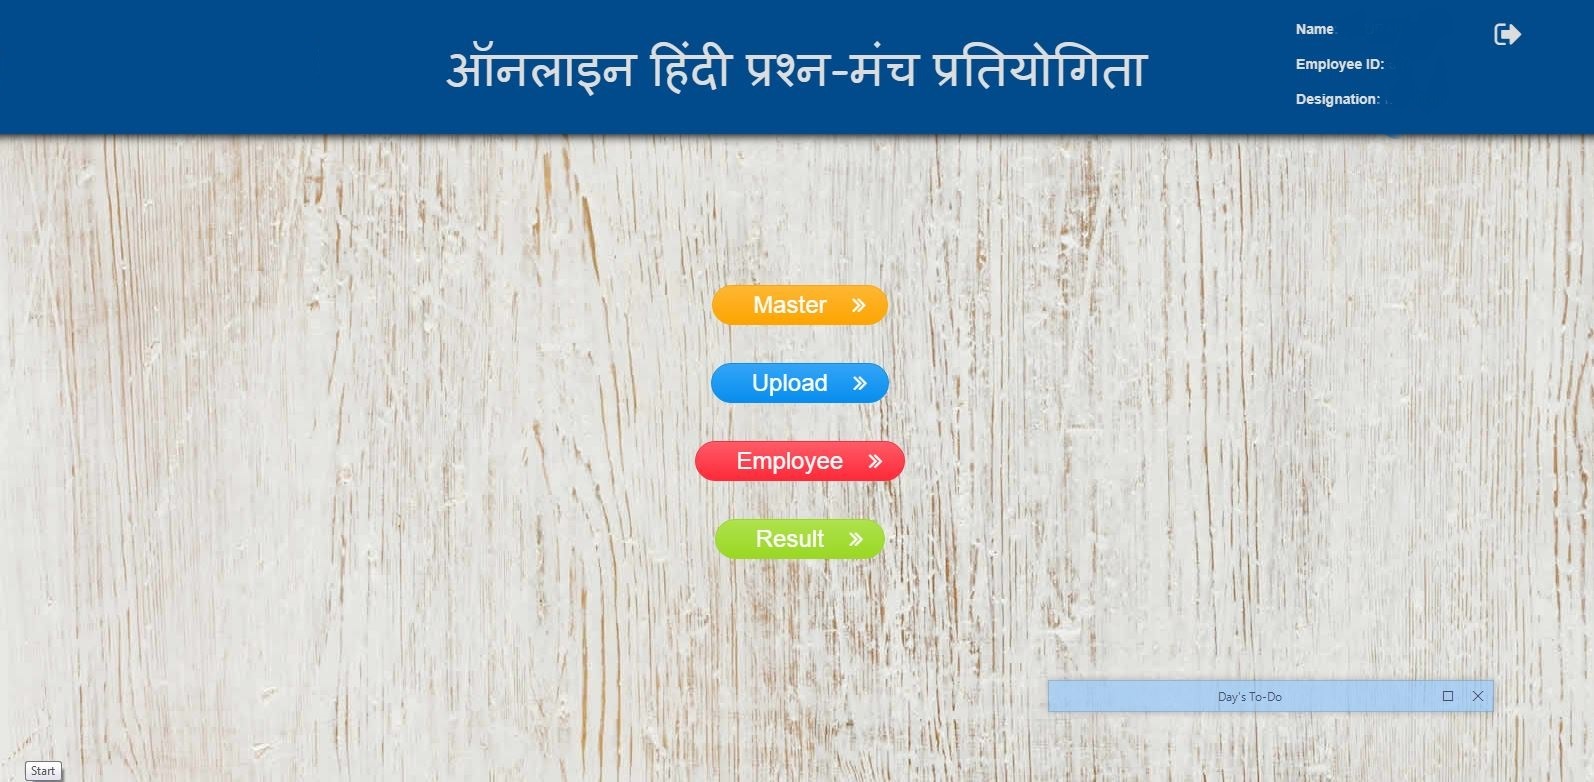 ऑनलाइन हिंदी प्रश्न-मंच प्रतियोगिता
Name
Employee ID:
Designation:
Master
Upload
Employee
Result
Day's To-Do
Start